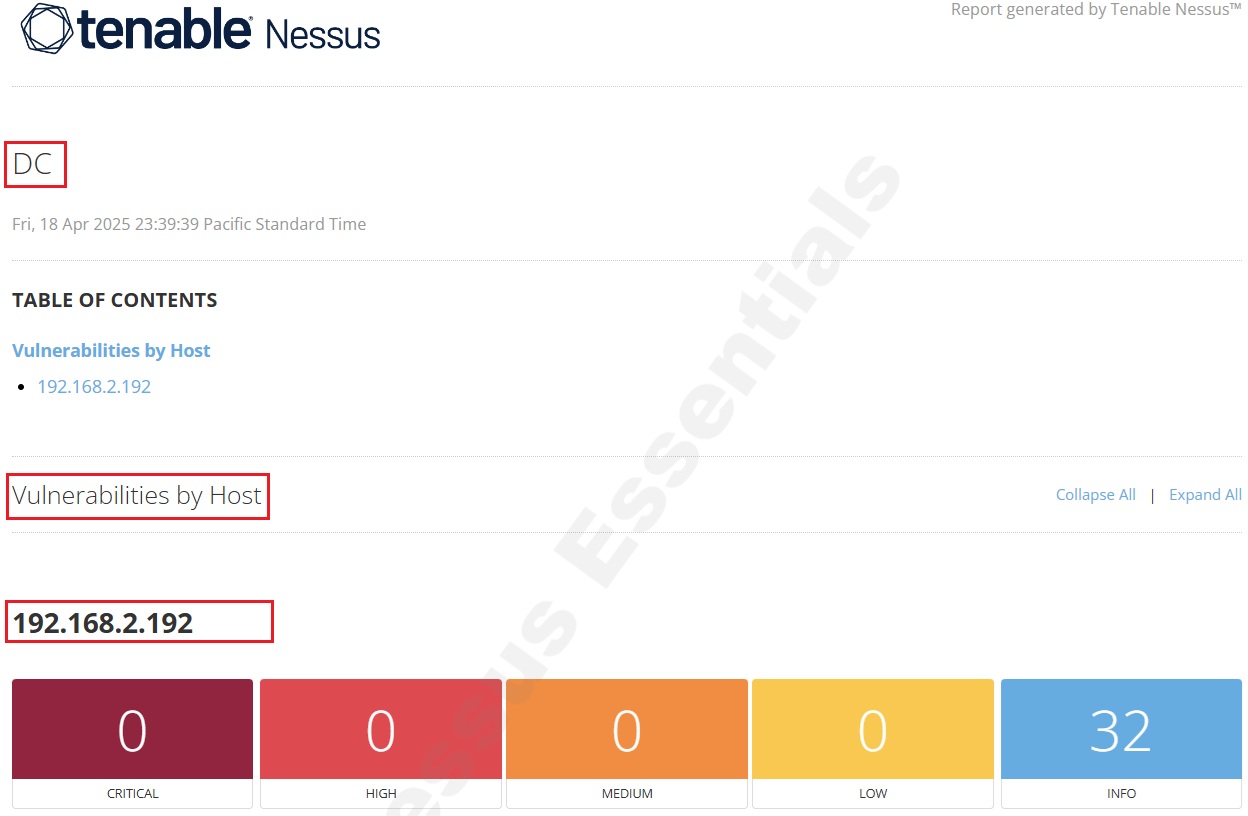 tenable Nessus
Report generated by Tenable Nessus™
DC
Fri, 18 Apr 2025 23:39:39 Pacific Standard Time
TABLE OF CONTENTS
Vulnerabilities by Host
• 192.168.2.192
Vulnerabilities by Host
Collapse All | Expand All
192.168.2.192
0 0 0 0 32
CRITICAL HIGH MEDIUM LOW INFO
essus Essentials